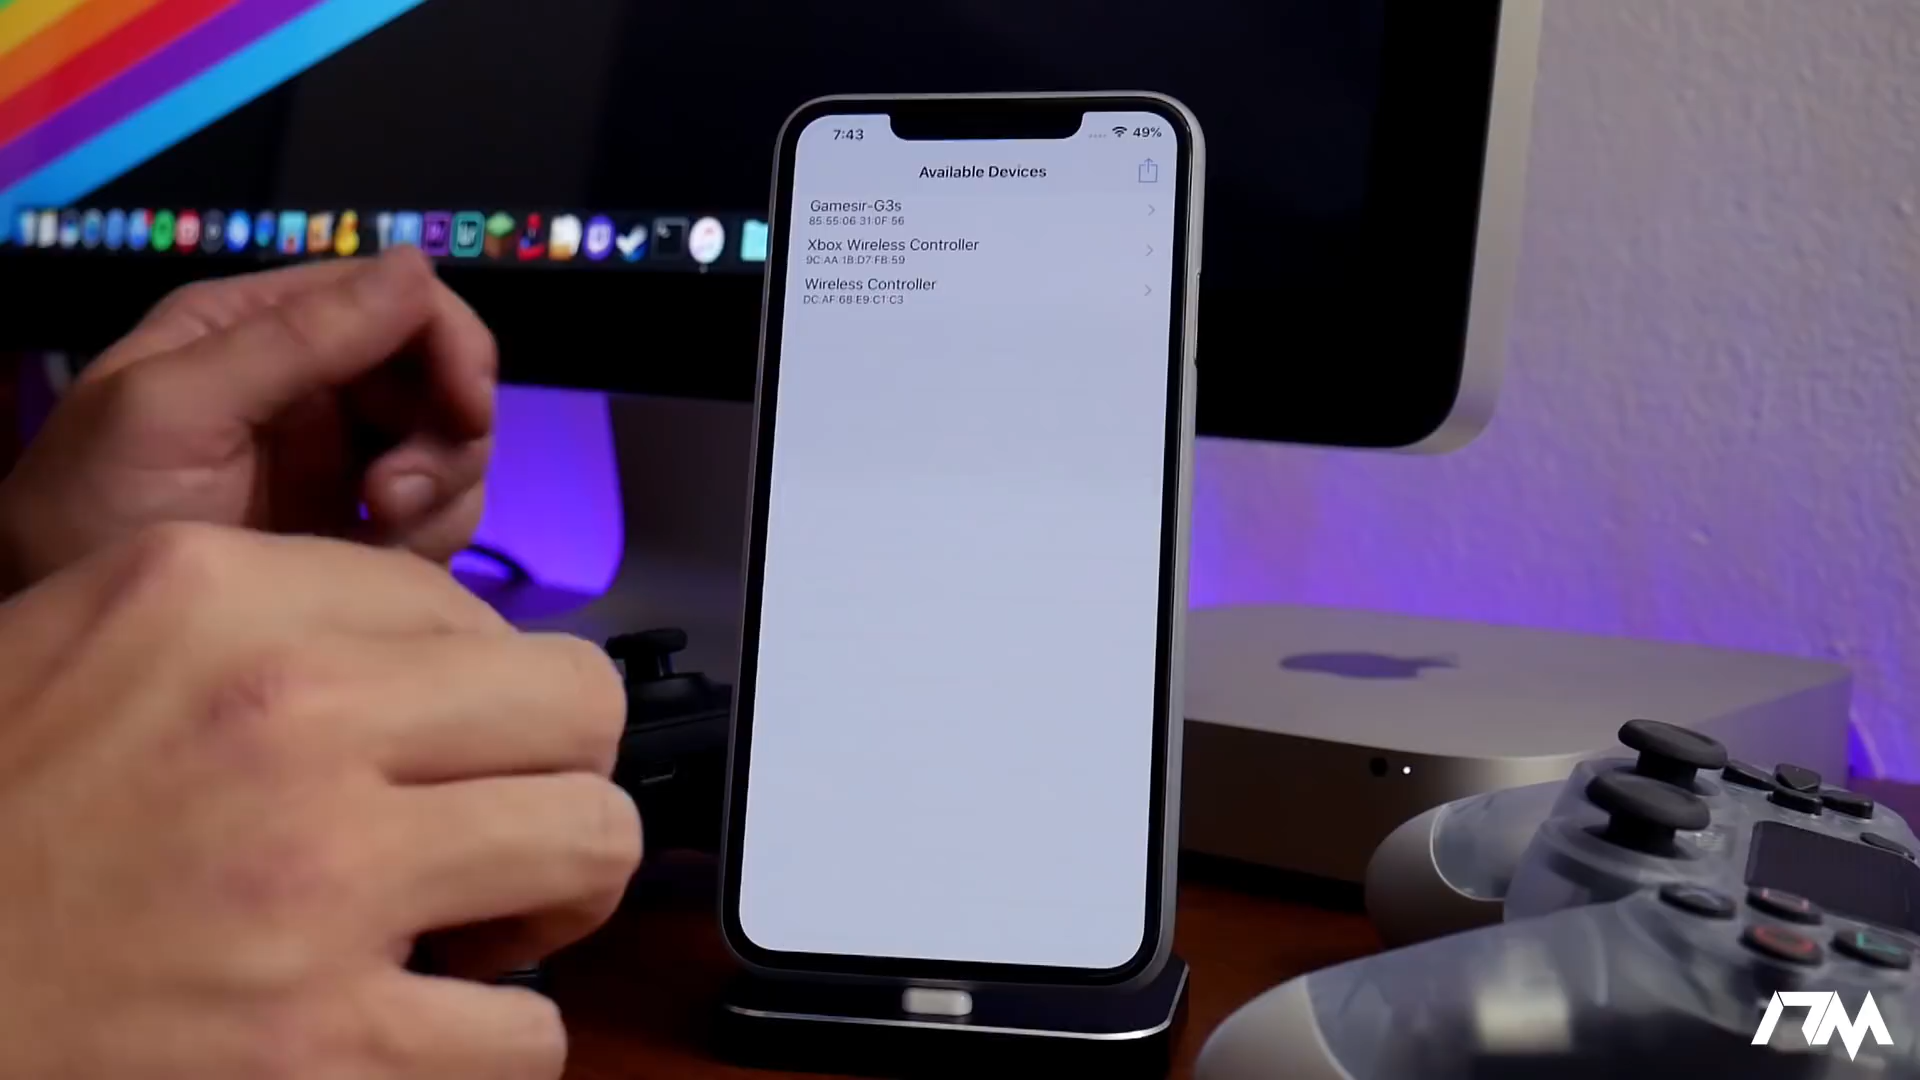 7:43
49%
Available Devices
Gamesir-G3s
85:55:06:31:0F:56
Xbox Wireless Controller
9C:AA:1B:D7:FB:59
Wireless Controller
DC:AF:68:E9:C1:C3